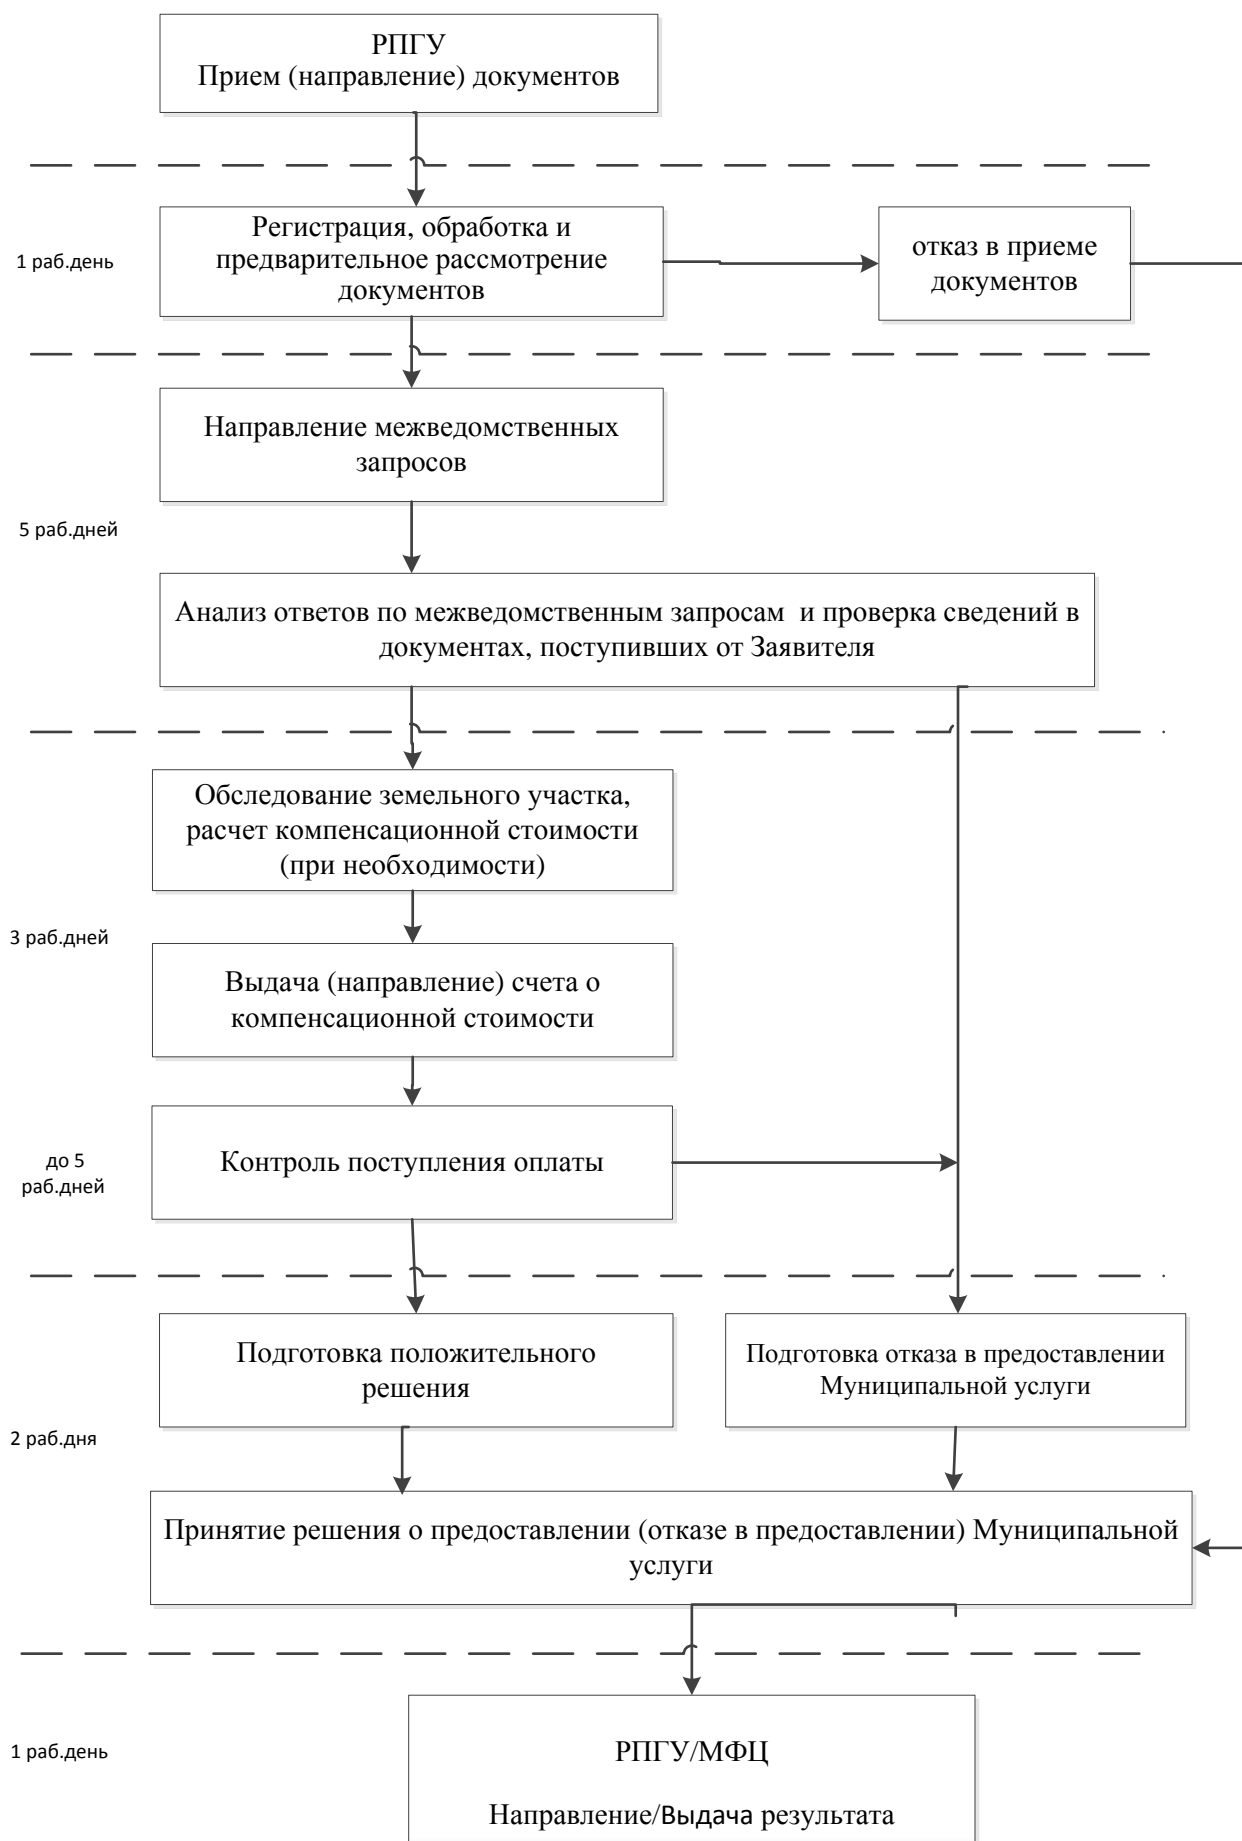 РПГУ
Прием (направление) документов
1 раб.день
Регистрация, обработка и
предварительное рассмотрение
документов
отказ в приеме
документов
Направление межведомственных
запросов
5 раб.дней
Анализ ответов по межведомственным запросам  и проверка сведений в
документах, поступивших от Заявителя
Обследование земельного участка,
расчет компенсационной стоимости
(при необходимости)
3 раб.дней
Выдача (направление) счета о
компенсационной стоимости
до 5
раб.дней
Контроль поступления оплаты
Подготовка положительного
решения
Подготовка отказа в предоставлении
Муниципальной услуги
2 раб.дня
Принятие решения о предоставлении (отказе в предоставлении) Муниципальной
услуги
1 раб.день
РПГУ/МФЦ
Направление/Выдача результата